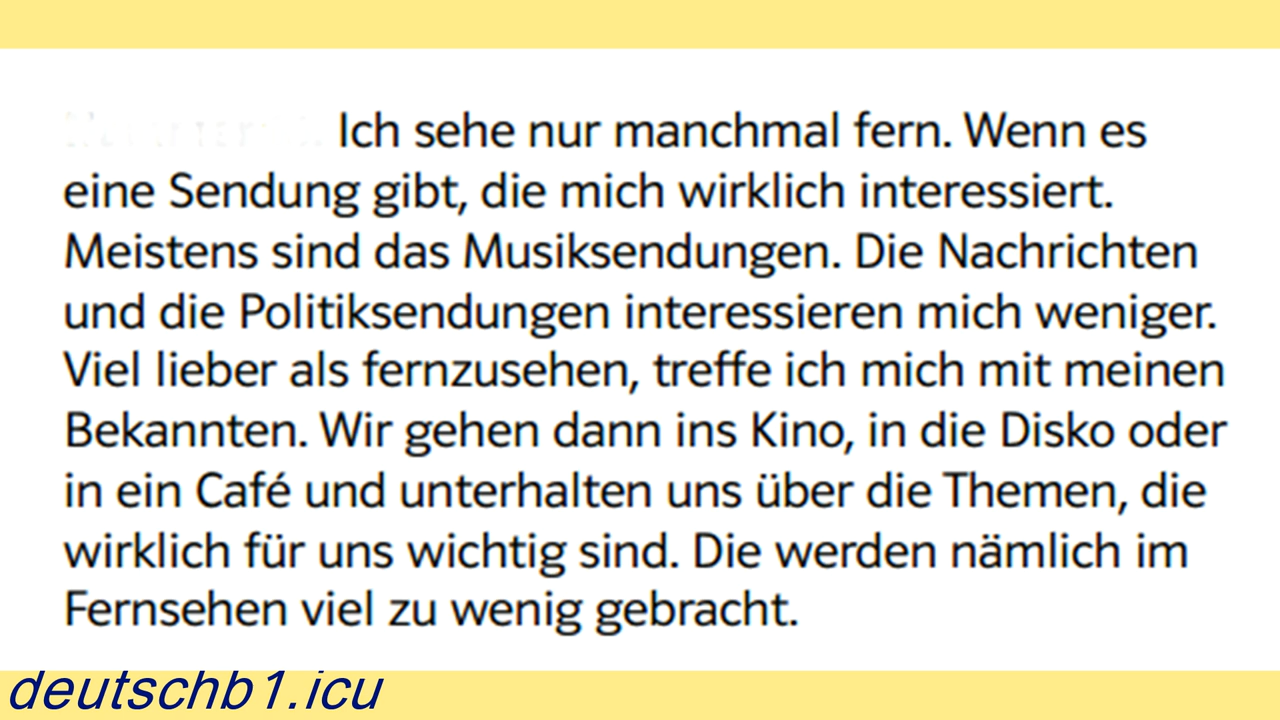 Ich sehe nur manchmal fern. Wenn es
eine Sendung gibt, die mich wirklich interessiert.
Meistens sind das Musiksendungen. Die Nachrichten
und die Politiksendungen interessieren mich weniger.
Viel lieber als fernzusehen, treffe ich mich mit meinen
Bekannten. Wir gehen dann ins Kino, in die Disko oder
in ein Café und unterhalten uns über die Themen, die
wirklich für uns wichtig sind. Die werden nämlich im
Fernsehen viel zu wenig gebracht.
deutschb1.icu